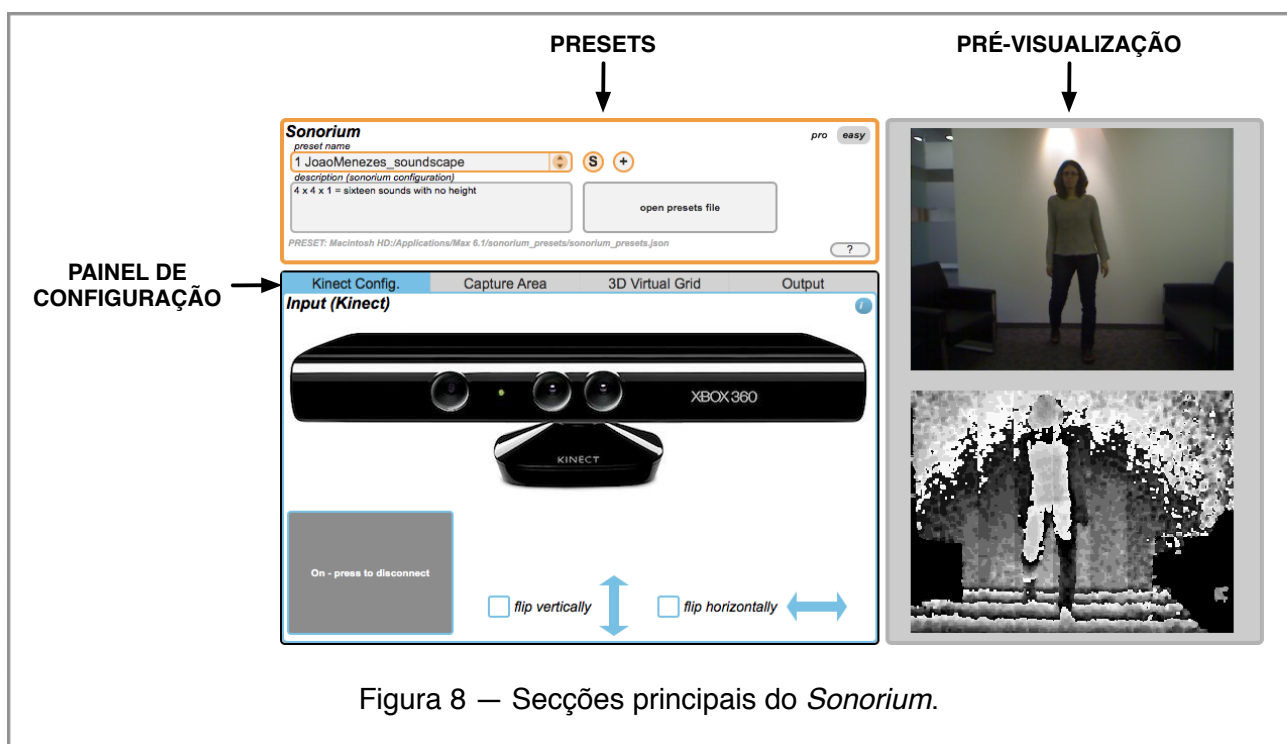 PRESETS
PRÉ-VISUALIZAÇÃO
PAINEL DE
CONFIGURAÇÃO
Sonorium
pro easy
preset name
1 JoaoMenezes_soundscape
S +
description (sonorium configuration)
4 x 4 x 1 = sixteen sounds with no height
open presets file
PRESET: Macintosh HD:/Applications/Max 6.1/sonorium_presets/sonorium_presets.json
?
Kinect Config. Capture Area 3D Virtual Grid Output
Input (Kinect)
i
XBOX 360
KINECT
On - press to disconnect
flip vertically
flip horizontally
Figura 8 — Secções principais do Sonorium.